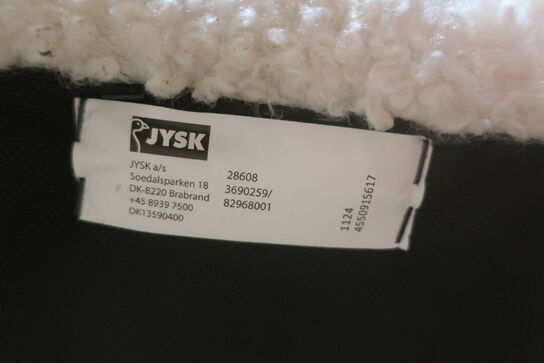 JYSK
JYSK a/s
Soedalsparken 18
DK-8220 Brabrand
+45 8939 7500
DK13590400
28608
3690259/
82968001
1124
4550915617